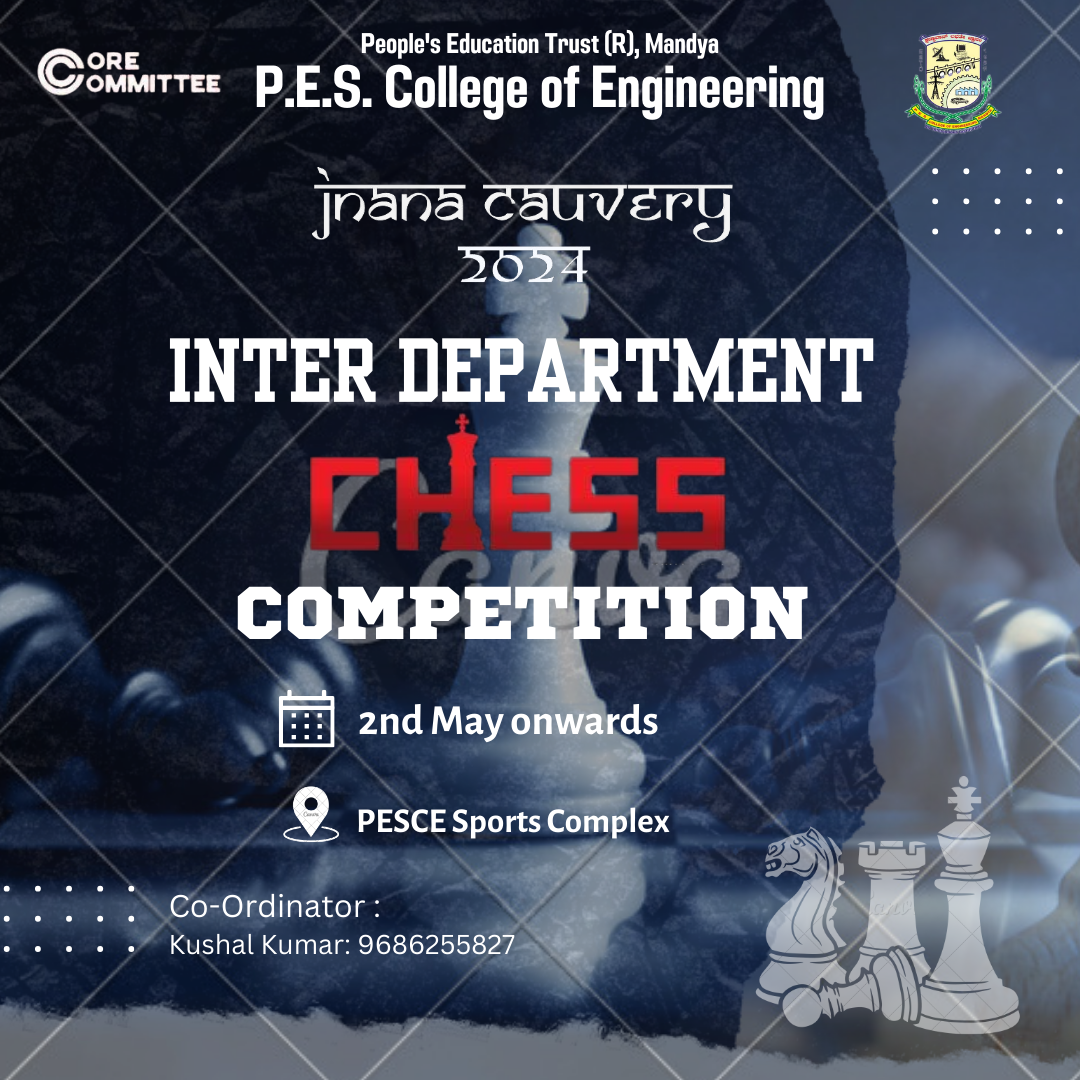 CORE
COMMITTEE
People's Education Trust (R), Mandya
P.E.S. College of Engineering
Jnana Cauvery
2024
INTER DEPARTMENT
CHESS
COMPETITION
Canva
2nd May onwards
PESCE Sports Complex
Co-Ordinator :
Kushal Kumar: 9686255827